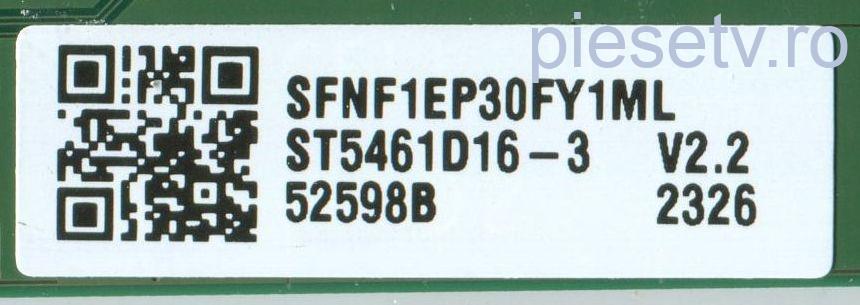 piesetv.ro
SFNF1EP30FY1ML
ST5461D16-3 V2.2
52598B 2326